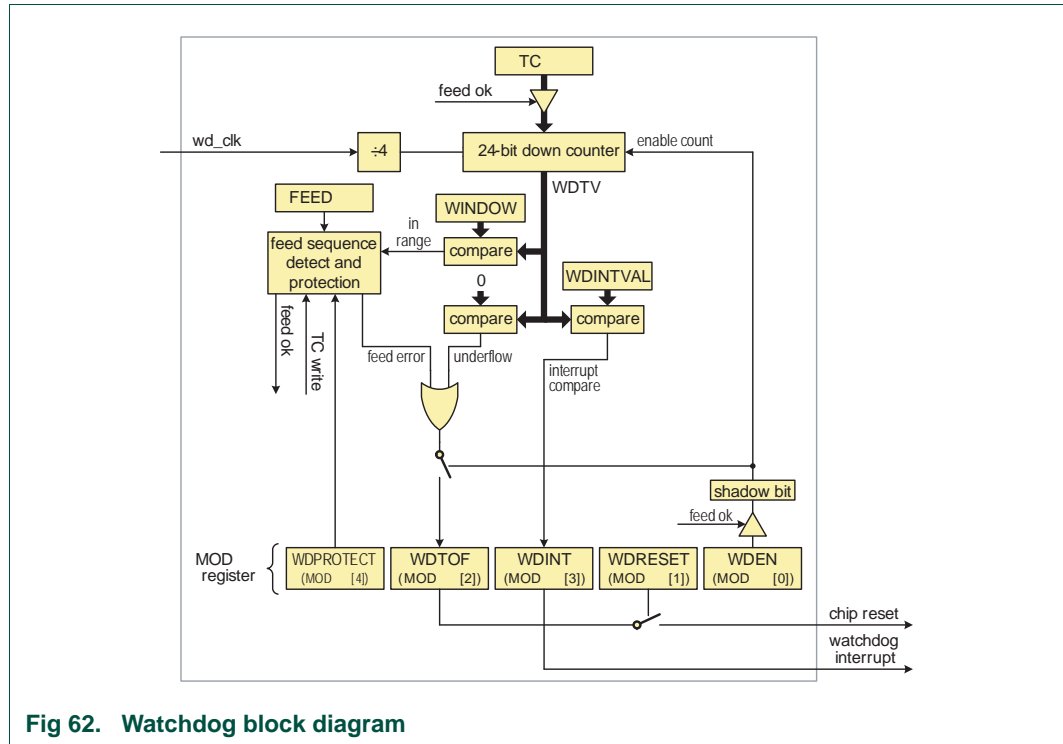 TC
feed ok
wd_clk
÷4
24-bit down counter
enable count
WDTV
FEED
WINDOW
in
range
compare
feed sequence
detect and
protection
WDINTVAL
0
compare
compare
feed ok
TC write
feed error
underflow
interrupt
compare
shadow bit
feed ok
MOD
register
WDPROTECT
(MOD [4])
WDTOF
(MOD [2])
WDINT
(MOD [3])
WDRESET
(MOD [1])
WDEN
(MOD [0])
chip reset
watchdog
interrupt
Fig 62. Watchdog block diagram